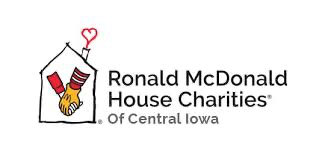 Ronald McDonald
House Charities®
Of Central Iowa
®